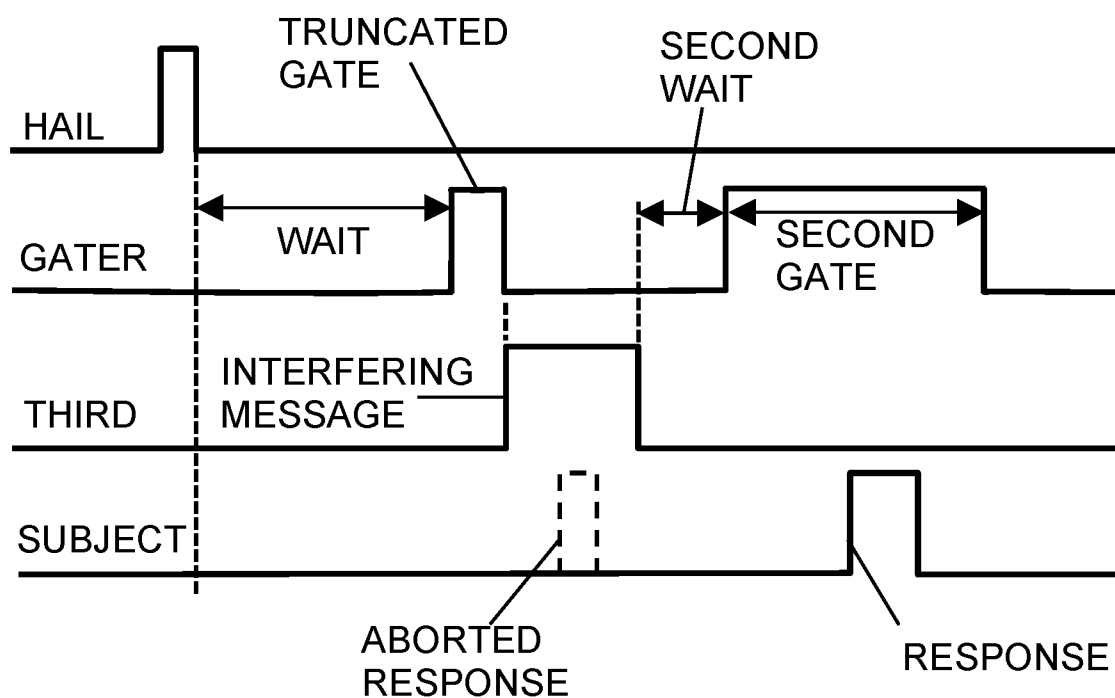 TRUNCATED
GATE
SECOND
WAIT
HAIL
WAIT
SECOND
GATE
GATER
INTERFERING
MESSAGE
THIRD
SUBJECT
ABORTED
RESPONSE
RESPONSE